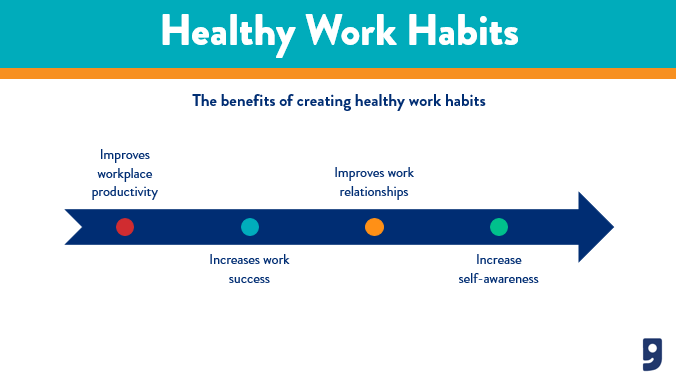 Healthy Work Habits
The benefits of creating healthy work habits
Improves
workplace
productivity
Increases work
success
Improves work
relationships
Increase
self-awareness